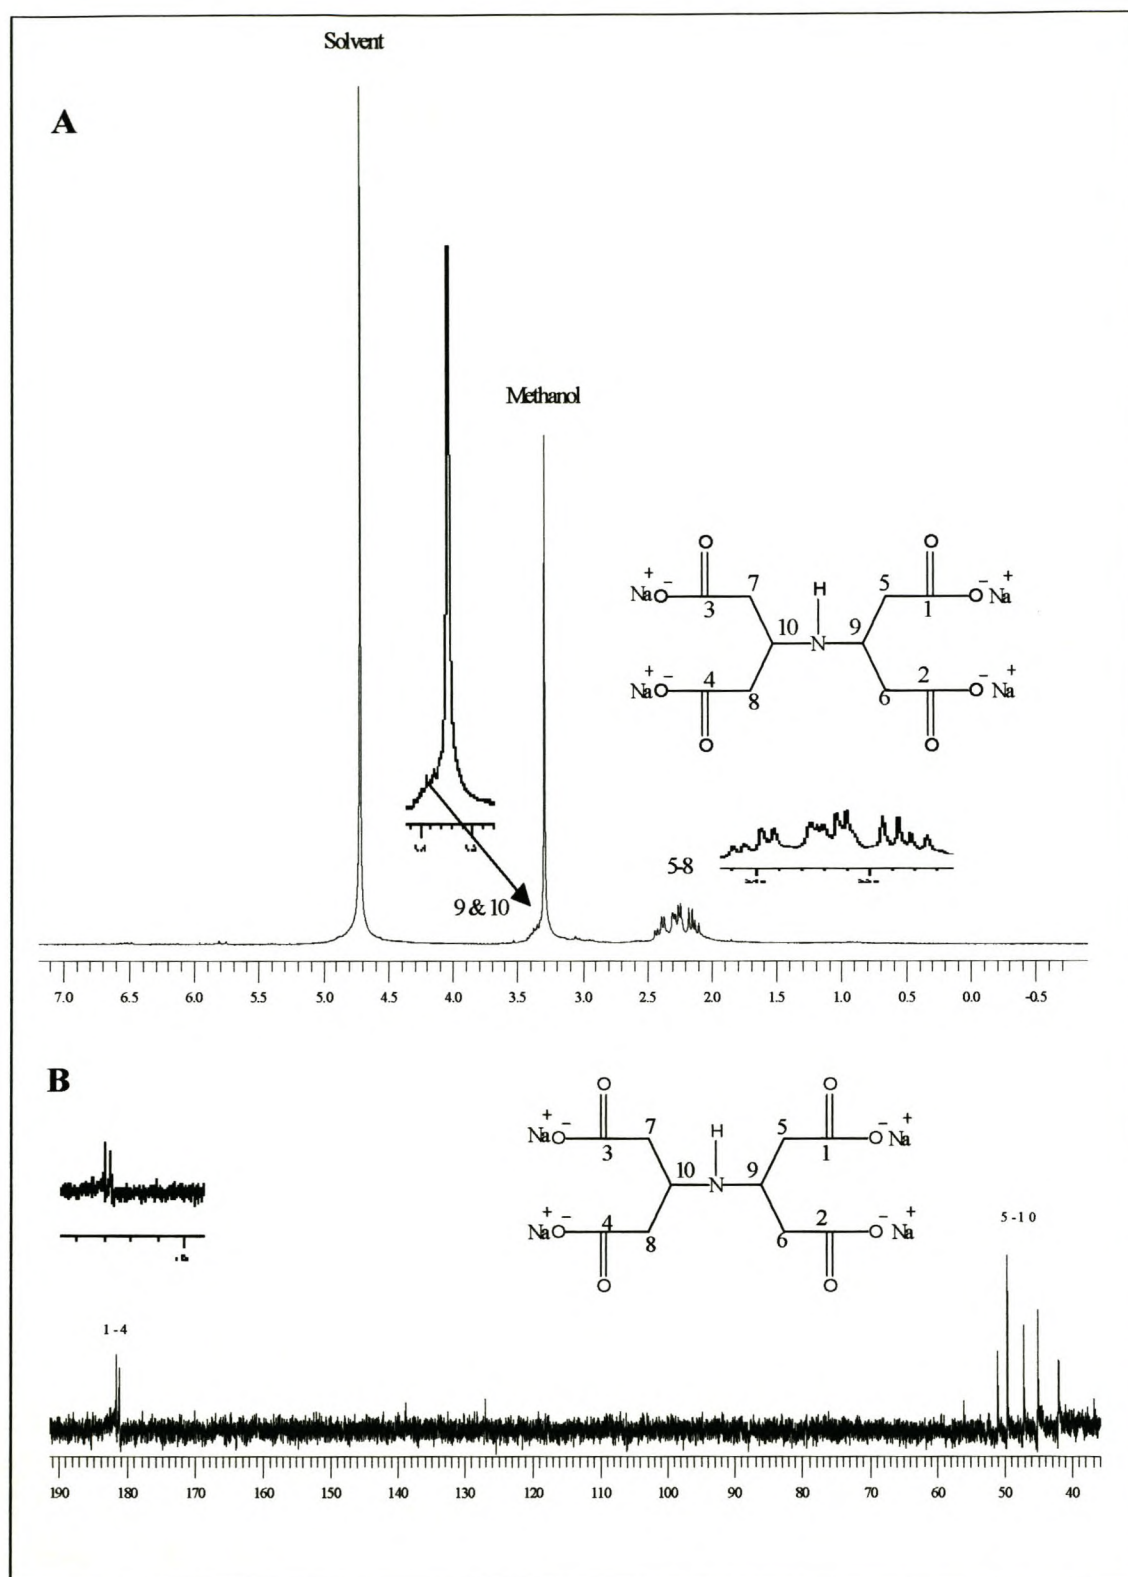 Solvent
A
Methanol
O O
Na + O − 3 7 H 5 1 O − Na +
10 N 9
Na + O − 4 8 6 2 O − Na +
O O
5-8
9 & 10
7.0 6.5 6.0 5.5 5.0 4.5 4.0 3.5 3.0 2.5 2.0 1.5 1.0 0.5 0.0 -0.5
B
O O
Na + O − 3 7 H 5 1 O − Na +
10 N 9
Na + O − 4 8 6 2 O − Na +
O O
5-10
1-4
190 180 170 160 150 140 130 120 110 100 90 80 70 60 50 40